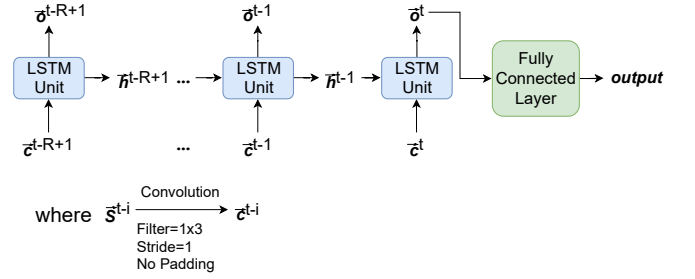 o⃗^t-R+1 o⃗^t-1 o⃗^t
LSTM Unit h⃗^t-R+1 ... LSTM Unit h⃗^t-1 LSTM Unit Fully Connected Layer output
c⃗^t-R+1 ... c⃗^t-1 c⃗^t
Convolution
where s⃗^t-i c⃗^t-i
Filter=1x3
Stride=1
No Padding